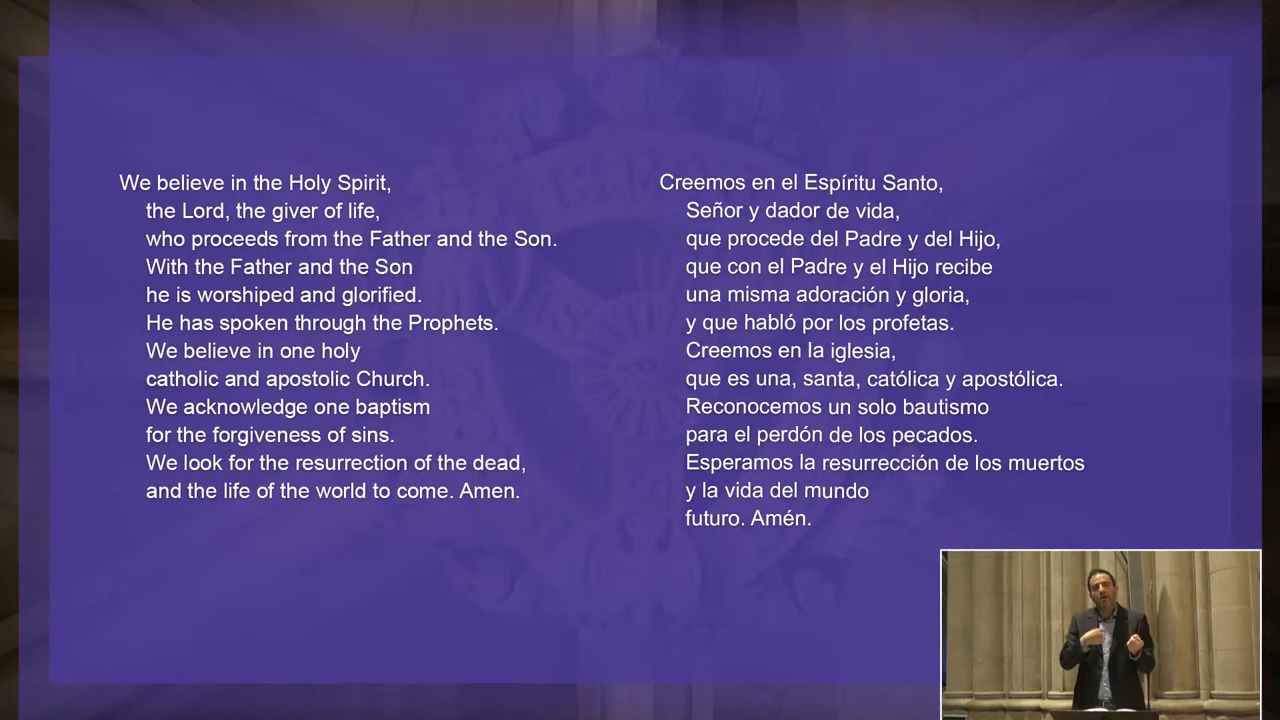 We believe in the Holy Spirit,
the Lord, the giver of life,
who proceeds from the Father and the Son.
With the Father and the Son
he is worshiped and glorified.
He has spoken through the Prophets.
We believe in one holy
catholic and apostolic Church.
We acknowledge one baptism
for the forgiveness of sins.
We look for the resurrection of the dead,
and the life of the world to come. Amen.
Creemos en el Espíritu Santo,
Señor y dador de vida,
que procede del Padre y del Hijo,
que con el Padre y el Hijo recibe
una misma adoración y gloria,
y que habló por los profetas.
Creemos en la iglesia,
que es una, santa, católica y apostólica.
Reconocemos un solo bautismo
para el perdón de los pecados.
Esperamos la resurrección de los muertos
y la vida del mundo
futuro. Amén.